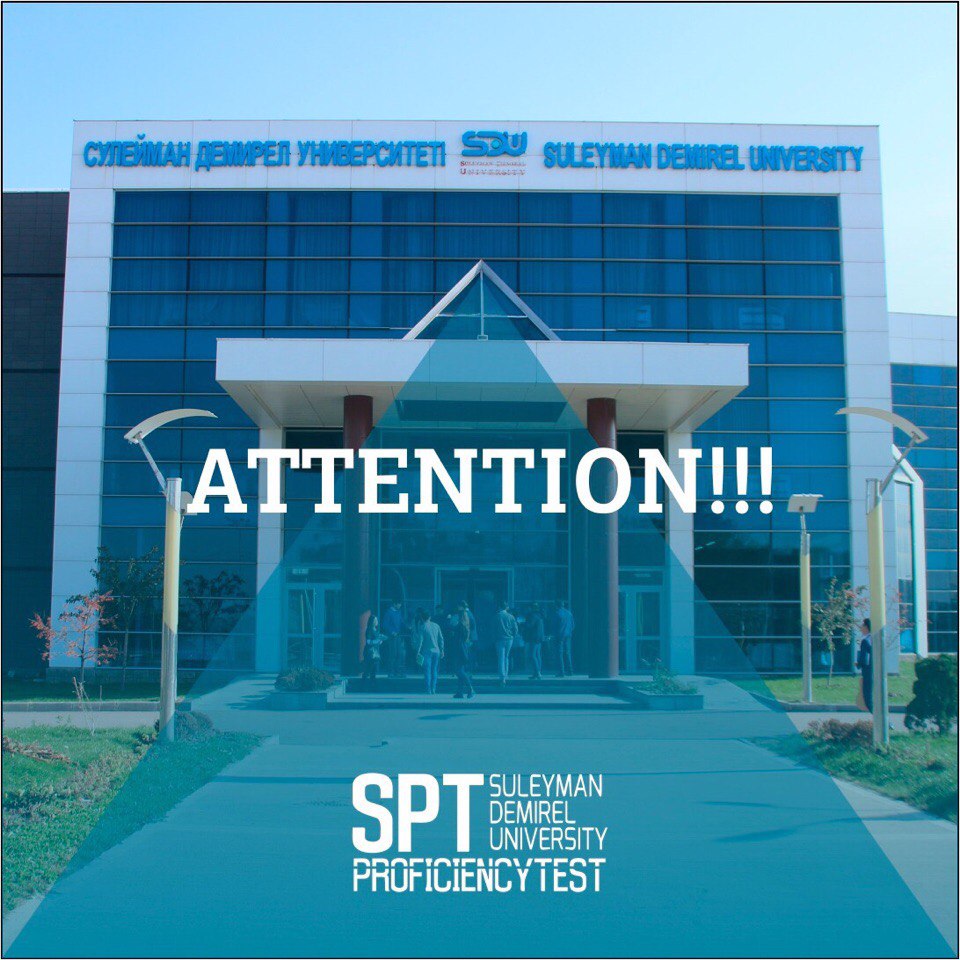 СУЛЕЙМАН ДЕМИРЕЛ УНИВЕРСИТЕТІ
SDU
SULEYMAN DEMIREL
UNIVERSITY
SULEYMAN DEMIREL UNIVERSITY
ATTENTION!!!
SPT
SULEYMAN
DEMIREL
UNIVERSITY
PROFICIENCYTEST